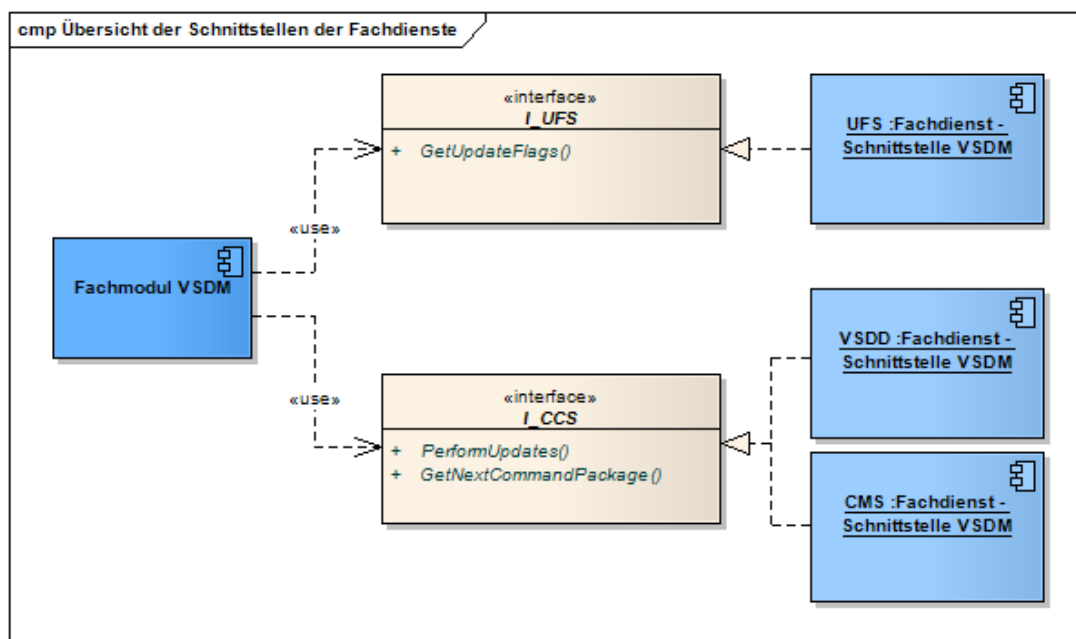 cmp Übersicht der Schnittstellen der Fachdienste
«interface»
I_UFS
+ GetUpdateFlags()
UFS :Fachdienst -
Schnittstelle VSDM
«use»
Fachmodul VSDM
«use»
«interface»
I_CCS
+ PerformUpdates()
+ GetNextCommandPackage()
VSDD :Fachdienst -
Schnittstelle VSDM
CMS :Fachdienst -
Schnittstelle VSDM